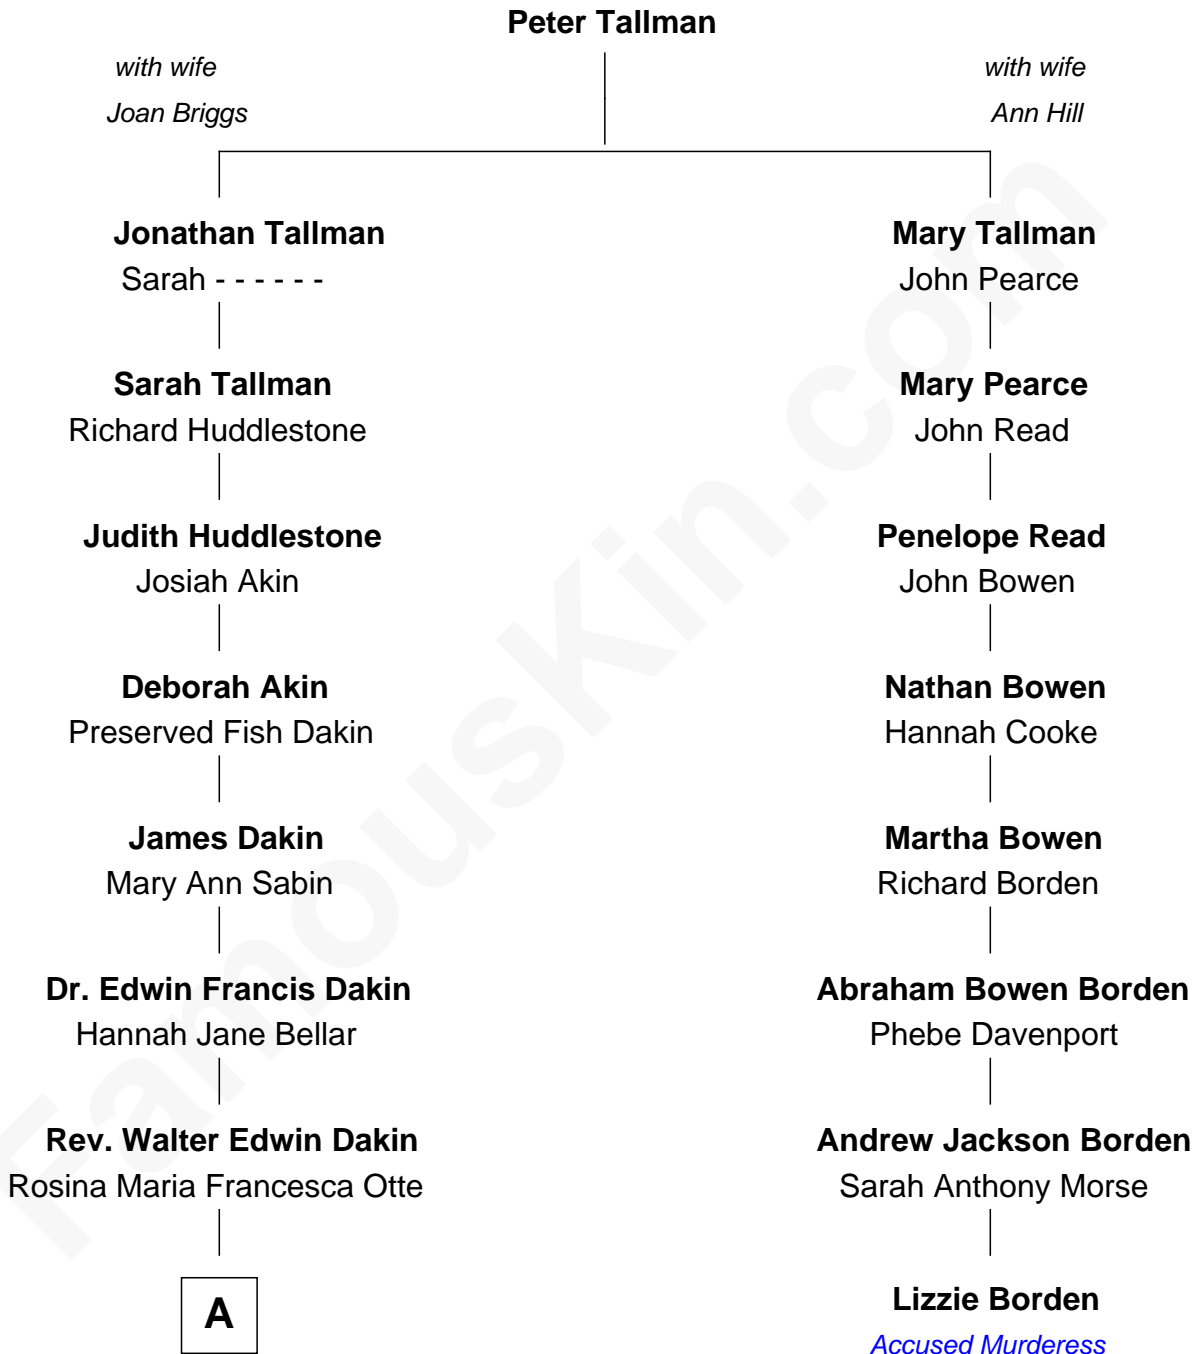 Peter Tallman
with wife
Joan Briggs
with wife
Ann Hill
Jonathan Tallman
Sarah - - - - - -
Mary Tallman
John Pearce
Sarah Tallman
Richard Huddlestone
Mary Pearce
John Read
Judith Huddlestone
Josiah Akin
Penelope Read
John Bowen
Deborah Akin
Preserved Fish Dakin
Nathan Bowen
Hannah Cooke
James Dakin
Mary Ann Sabin
Martha Bowen
Richard Borden
Dr. Edwin Francis Dakin
Hannah Jane Bellar
Abraham Bowen Borden
Phebe Davenport
Rev. Walter Edwin Dakin
Rosina Maria Francesca Otte
Andrew Jackson Borden
Sarah Anthony Morse
A
Lizzie Borden
Accused Murderess
FamousKin.com